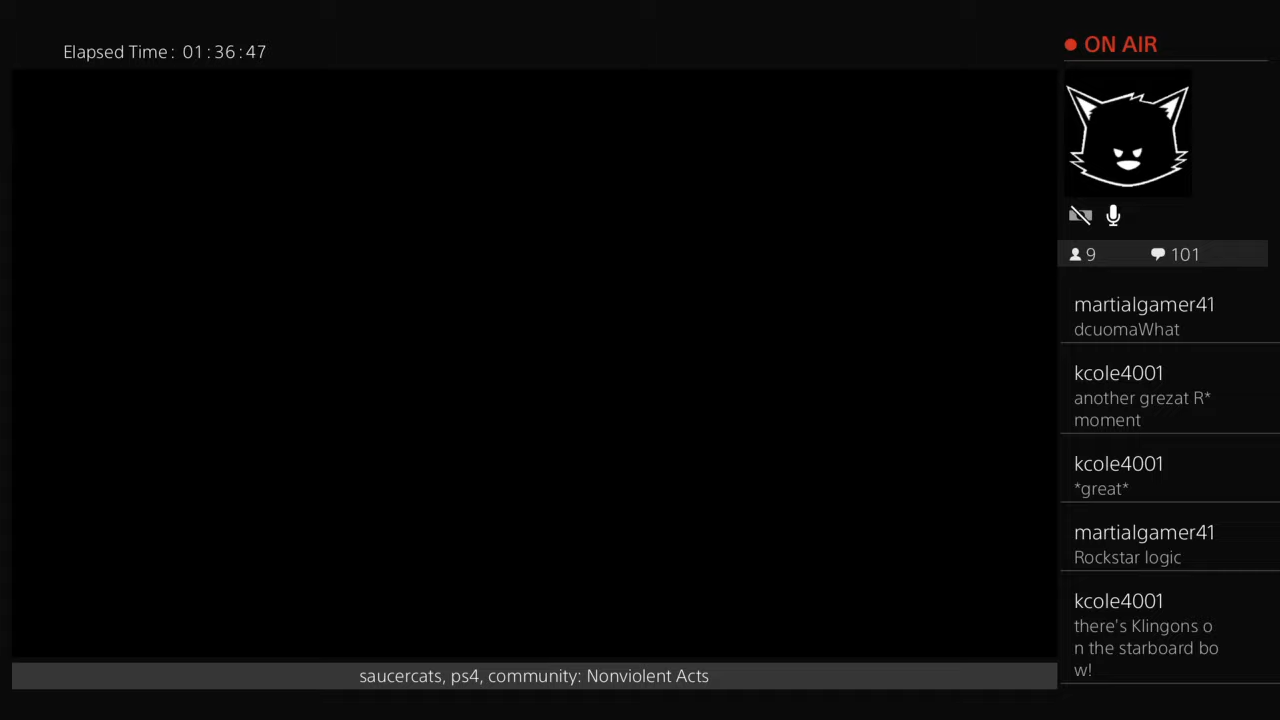 Elapsed Time: 01:36:47
ON AIR
9 101
martialgamer41
dcuomaWhat
kcole4001
another grezat R*
moment
kcole4001
*great*
martialgamer41
Rockstar logic
kcole4001
there's Klingons o
n the starboard bo
w!
saucercats, ps4, community: Nonviolent Acts